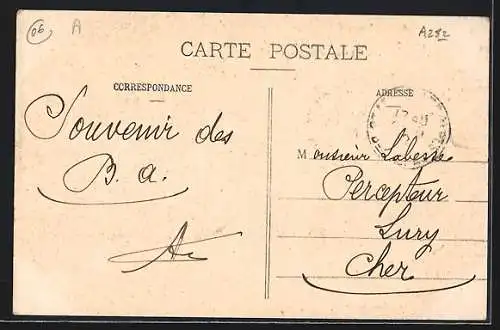 06
A
A282
CARTE POSTALE
CORRESPONDANCE
ADRESSE
Souvenir des
B. a.
Monsieur Labesse
Percepteur
Lury
Cher